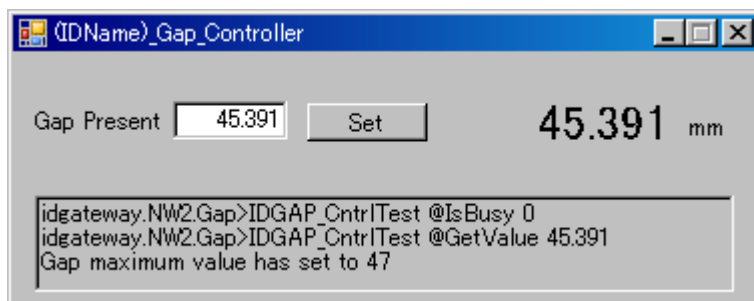 (IDName)_Gap_Controller
Gap Present 45.391 Set 45.391 mm
idgateway.NW2.Gap>IDGAP_CntrlTest @IsBusy 0
idgateway.NW2.Gap>IDGAP_CntrlTest @GetValue 45.391
Gap maximum value has set to 47